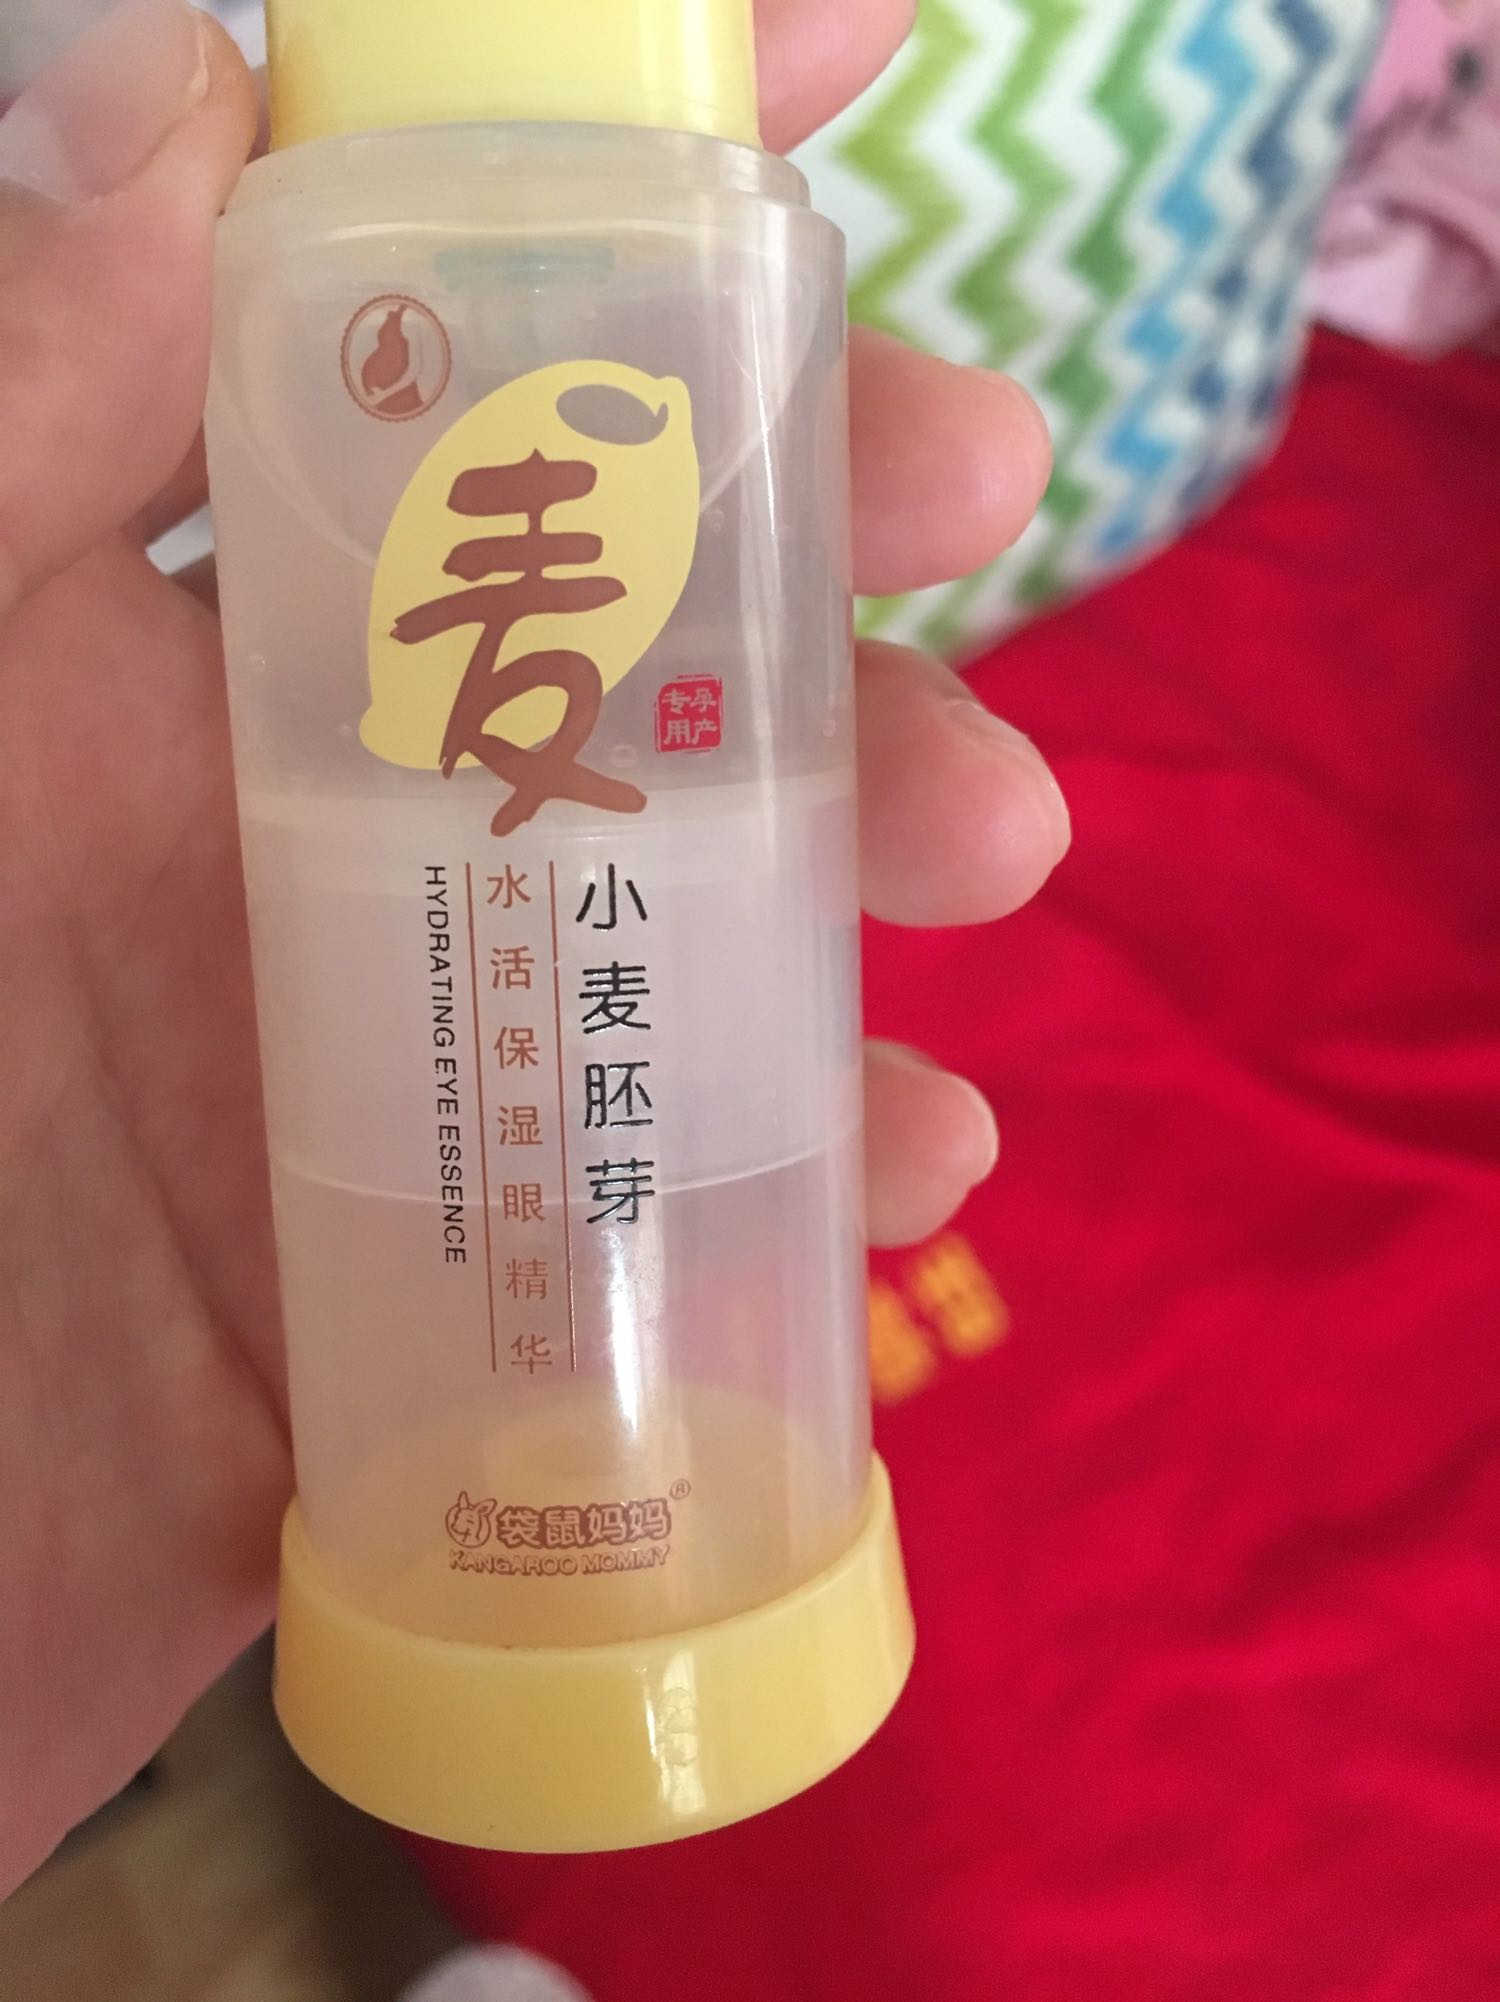 麦
孕产
专用
小麦胚芽
水活保湿眼精华
HYDRATING EYE ESSENCE
袋鼠妈妈®
KANGAROO MOMMY